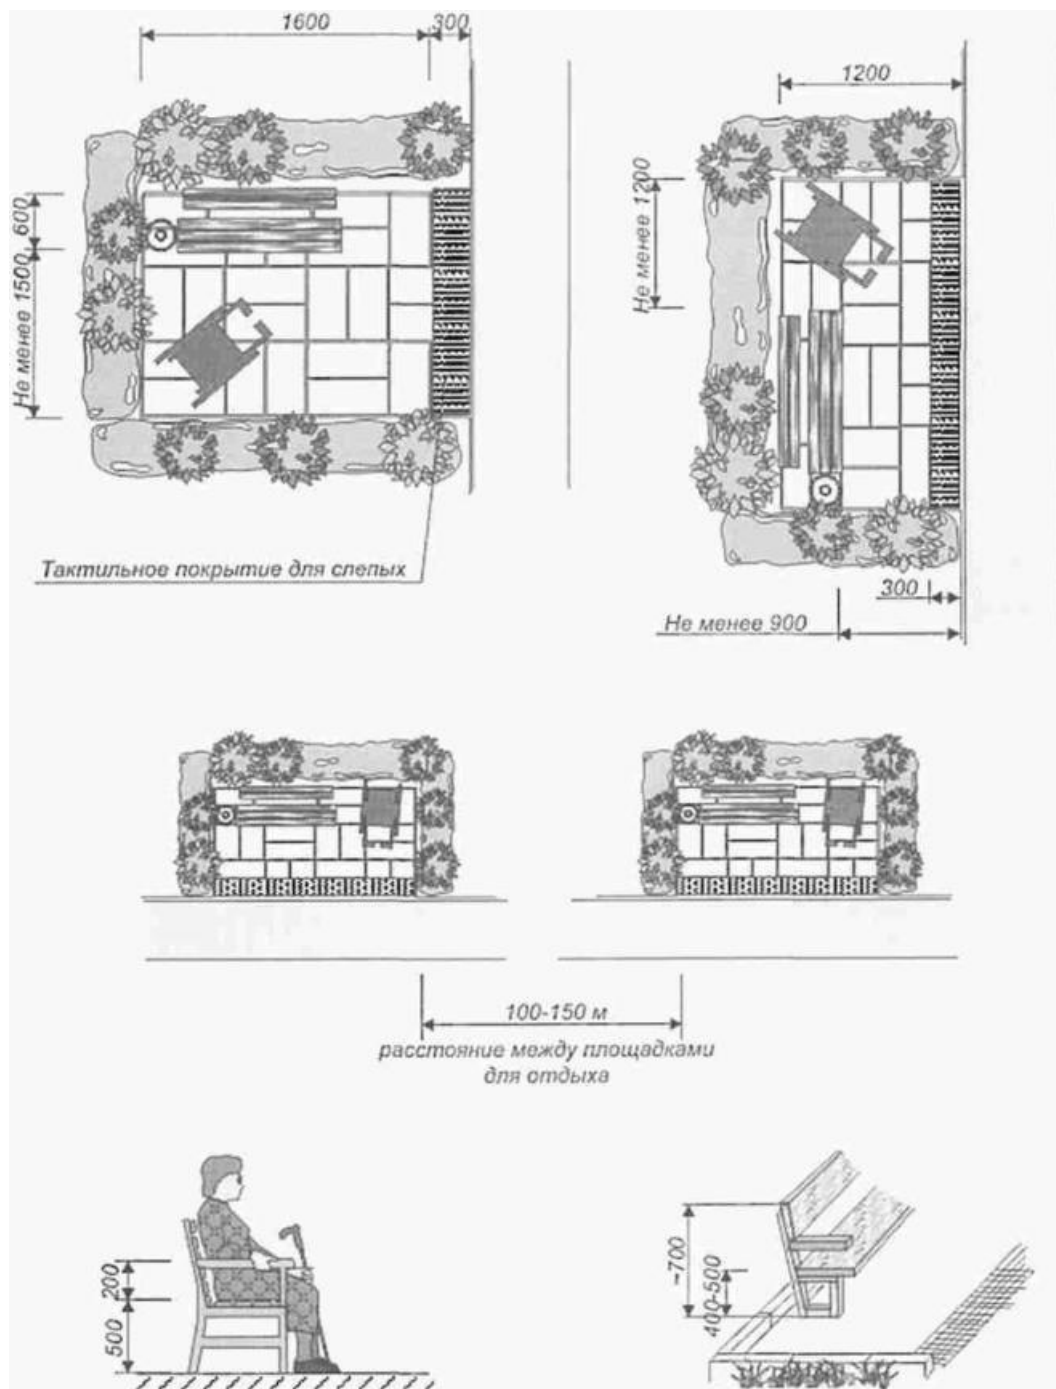 1600
300
1200
600
Не менее 1500
Не менее 1200
Тактильное покрытие для слепых
300
Не менее 900
100-150 м
расстояние между площадками
для отдыха
200
500
~700
400-500